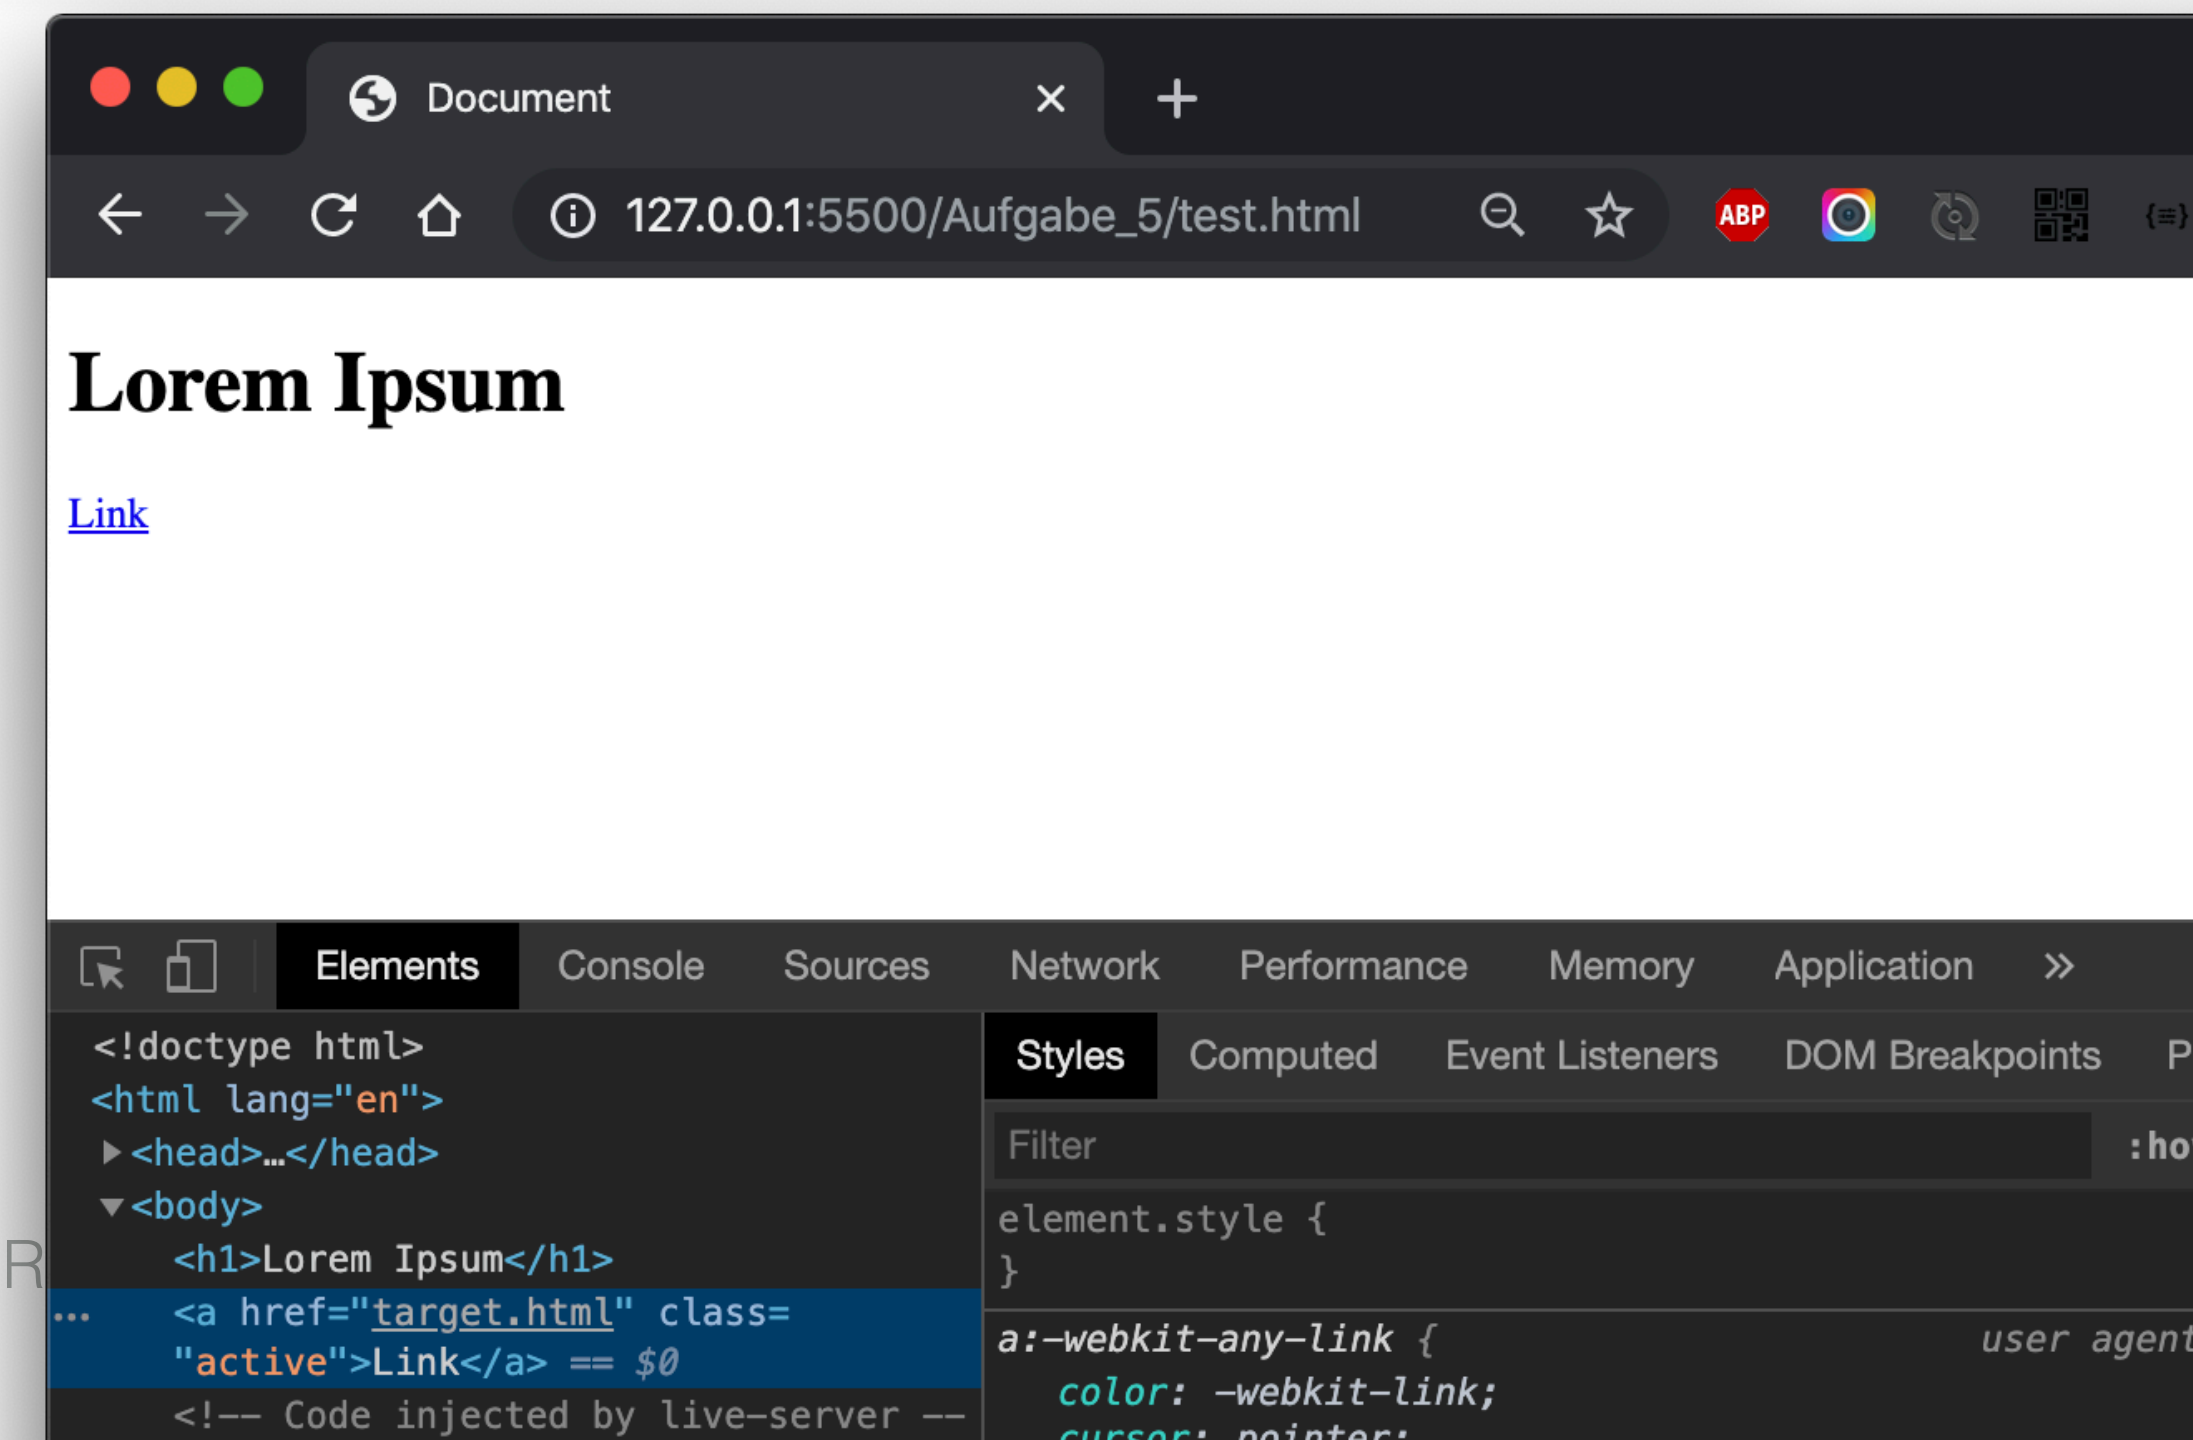 Document
127.0.0.1:5500/Aufgabe_5/test.html
ABP
Lorem Ipsum
Link
Elements Console Sources Network Performance Memory Application »
<!doctype html>
<html lang="en">
<head>…</head>
<body>
<h1>Lorem Ipsum</h1>
<a href="target.html" class=
"active">Link</a> == $0
<!-- Code injected by live-server --
Styles Computed Event Listeners DOM Breakpoints P
Filter :ho
element.style {
}
a:-webkit-any-link { user agent
color: -webkit-link;
cursor: pointer;
R